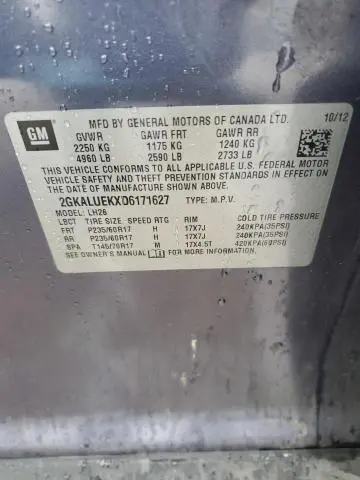 GM
MFD BY GENERAL MOTORS OF CANADA LTD. 10/12
GVWR GAWR FRT GAWR RR
2250 KG 1175 KG 1240 KG
4960 LB 2590 LB 2733 LB
THIS VEHICLE CONFORMS TO ALL APPLICABLE U.S. FEDERAL MOTOR
VEHICLE SAFETY AND THEFT PREVENTION STANDARDS IN EFFECT ON
THE DATE OF MANUFACTURE SHOWN ABOVE.
2GKALUEKXD6171627 TYPE: M.P.V.
MODEL: LH26
LBCT TIRE SIZE SPEED RTG RIM COLD TIRE PRESSURE
FRT P235/60R17 H 17X7J 240KPA(35PSI)
RR P235/60R17 H 17X7J 240KPA(35PSI)
SPA T145/70R17 M 17X4.5T 420KPA(60PSI)
SEE OWNER'S MANUAL FOR MORE INFORMATION.